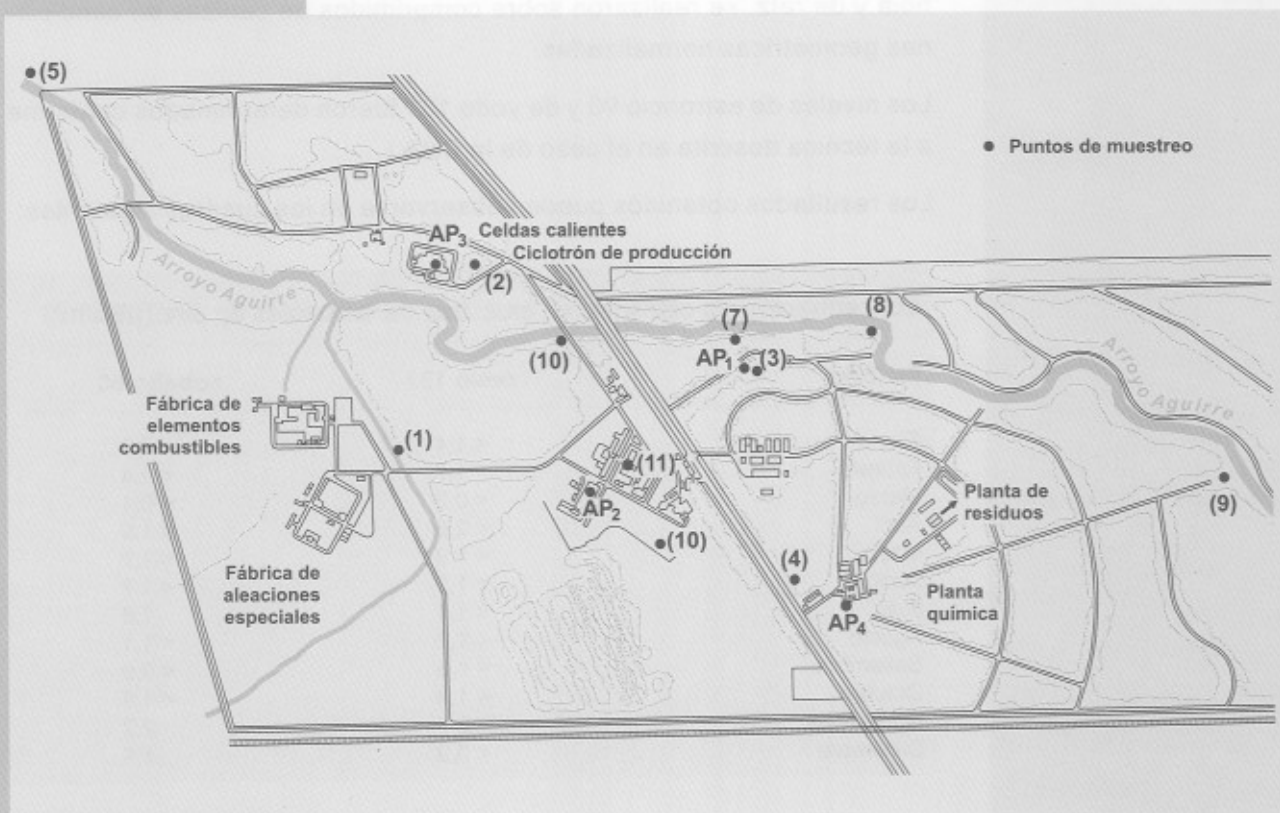 (5)
Puntos de muestreo
AP3
Celdas calientes
Ciclotrón de producción
(2)
Arroyo Aguirre
(7)
(8)
(10)
AP1
(3)
Arroyo Aguirre
Fábrica de
elementos
combustibles
(1)
(11)
AP2
(10)
Planta de
residuos
(9)
(4)
Fábrica de
aleaciones
especiales
Planta
química
AP4